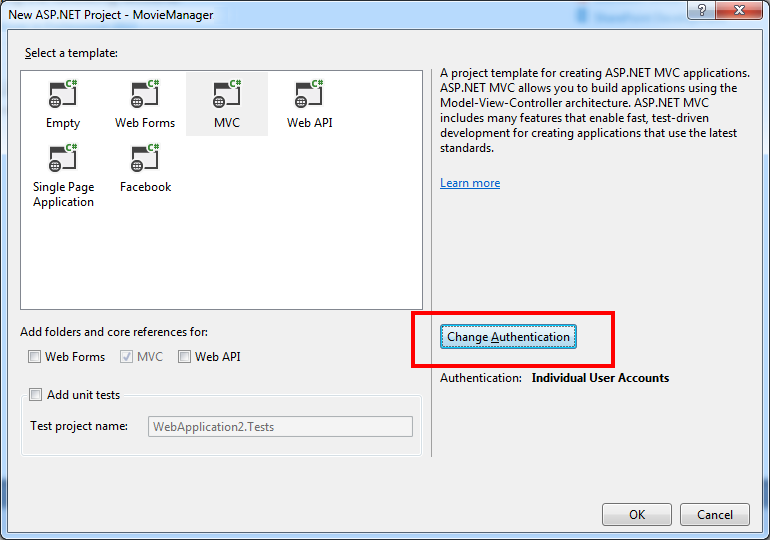 New ASP.NET Project - MovieManager
Select a template:
C# C# C# C#
Empty Web Forms MVC Web API
C# C#
Single Page Facebook
Application
A project template for creating ASP.NET MVC applications.
ASP.NET MVC allows you to build applications using the
Model-View-Controller architecture. ASP.NET MVC
includes many features that enable fast, test-driven
development for creating applications that use the latest
standards.
Learn more
Add folders and core references for:
Web Forms MVC Web API
Add unit tests
Test project name: WebApplication2.Tests
Change Authentication
Authentication: Individual User Accounts
OK Cancel